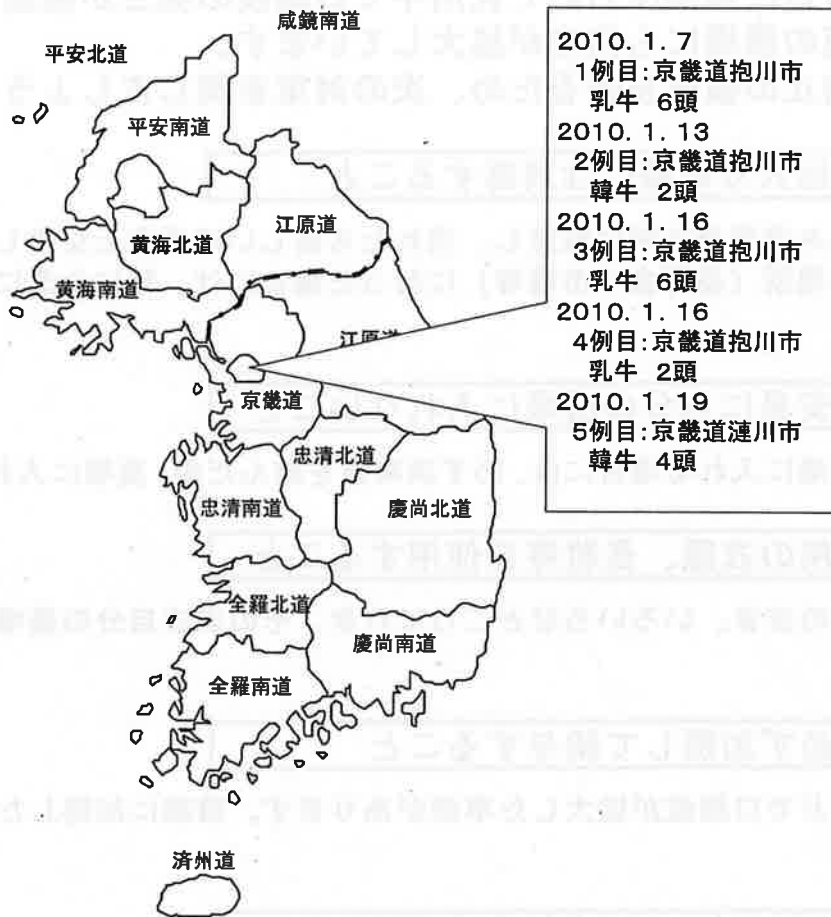 咸鏡南道
平安北道
平安南道
江原道
黄海北道
黄海南道
江原道
京畿道
忠清北道
忠清南道
慶尚北道
全羅北道
慶尚南道
全羅南道
済州道
2010. 1. 7
1例目:京畿道抱川市
乳牛 6頭
2010. 1. 13
2例目:京畿道抱川市
韓牛 2頭
2010. 1. 16
3例目:京畿道抱川市
乳牛 6頭
2010. 1. 16
4例目:京畿道抱川市
乳牛 2頭
2010. 1. 19
5例目:京畿道漣川市
韓牛 4頭